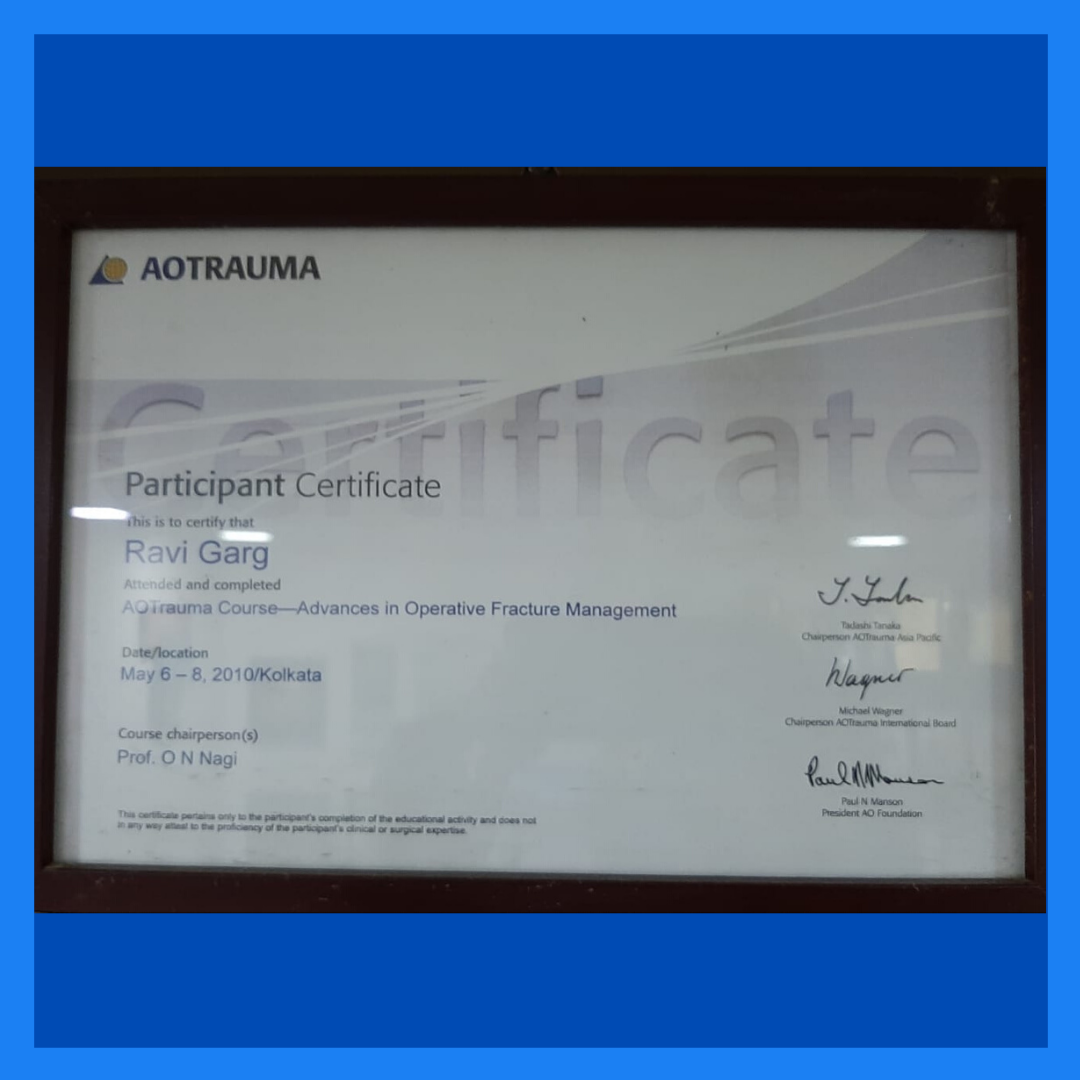 AOTRAUMA
Certificate
Participant Certificate
This is to certify that
Ravi Garg
Attended and completed
AOTrauma Course—Advances in Operative Fracture Management
Date/location
May 6 – 8, 2010/Kolkata
Course chairperson(s)
Prof. O N Nagi
This certificate pertains only to the participant's completion of the educational activity and does not
in any way attest to the proficiency of the participant's clinical or surgical expertise.
Tadashi Tanaka
Chairperson AOTrauma Asia Pacific
Wagner
Michael Wagner
Chairperson AOTrauma International Board
Paul N Manson
Paul N Manson
President AO Foundation